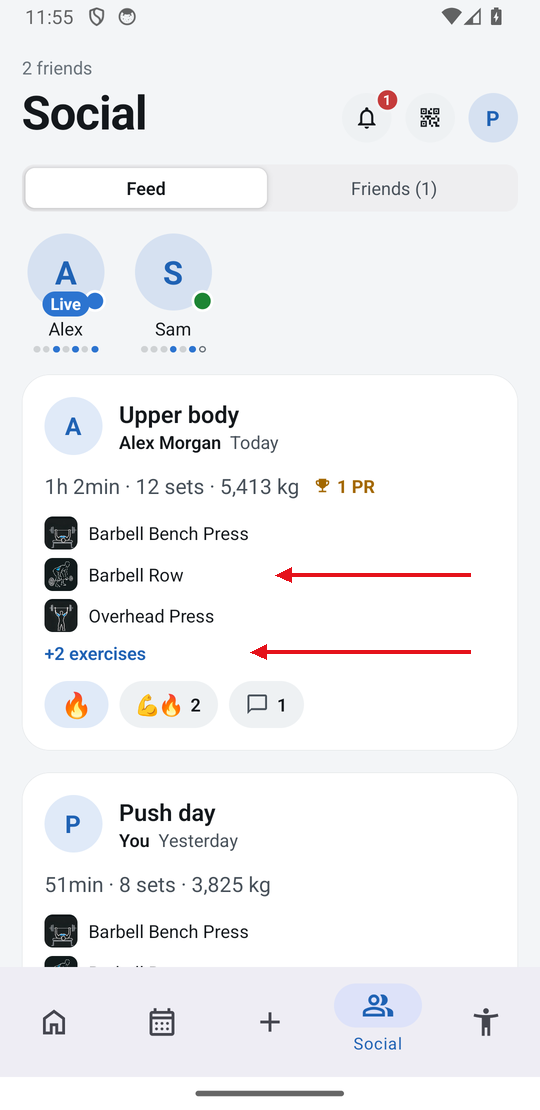 11:55
2 friends
Social
1
P
Feed
Friends (1)
A
S
Live
Alex
Sam
A
Upper body
Alex Morgan Today
1h 2min · 12 sets · 5,413 kg 1 PR
Barbell Bench Press
Barbell Row
Overhead Press
+2 exercises
2
1
P
Push day
You Yesterday
51min · 8 sets · 3,825 kg
Barbell Bench Press
Social